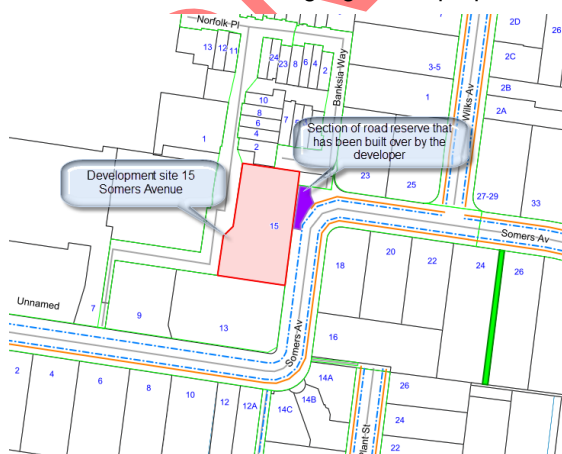 Norfolk Pl
13 12 11
24 23 8 6 4 2
Banksia Way
3-5
1
Wilks Av
2D
26
2C
2B
2A
10
8
6
4
2
7
1
Section of road reserve that
has been built over by the
developer
Development site 15
Somers Avenue
23
25
27-29
33
15
Somers Av
18
20
22
24
26
Unnamed
7
9
13
16
Somers Av
2
4
6
8
10
12
12A
14C
14B
14A
Plant St
26
24
22